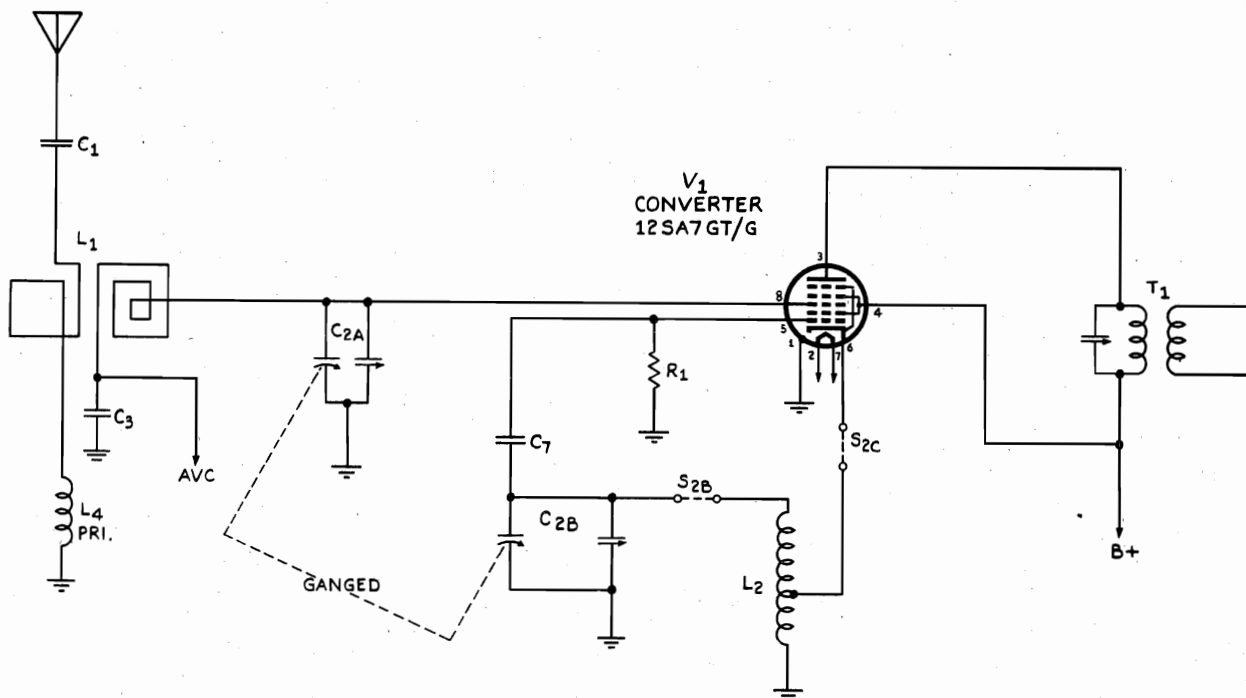 V1
CONVERTER
12SA7GT/G
C1
L1
3
8
4
5
1
2
7
6
T1
C2A
R1
C3
AVC
C7
S2C
S2B
C2B
L4
PRI.
L2
B+
GANGED